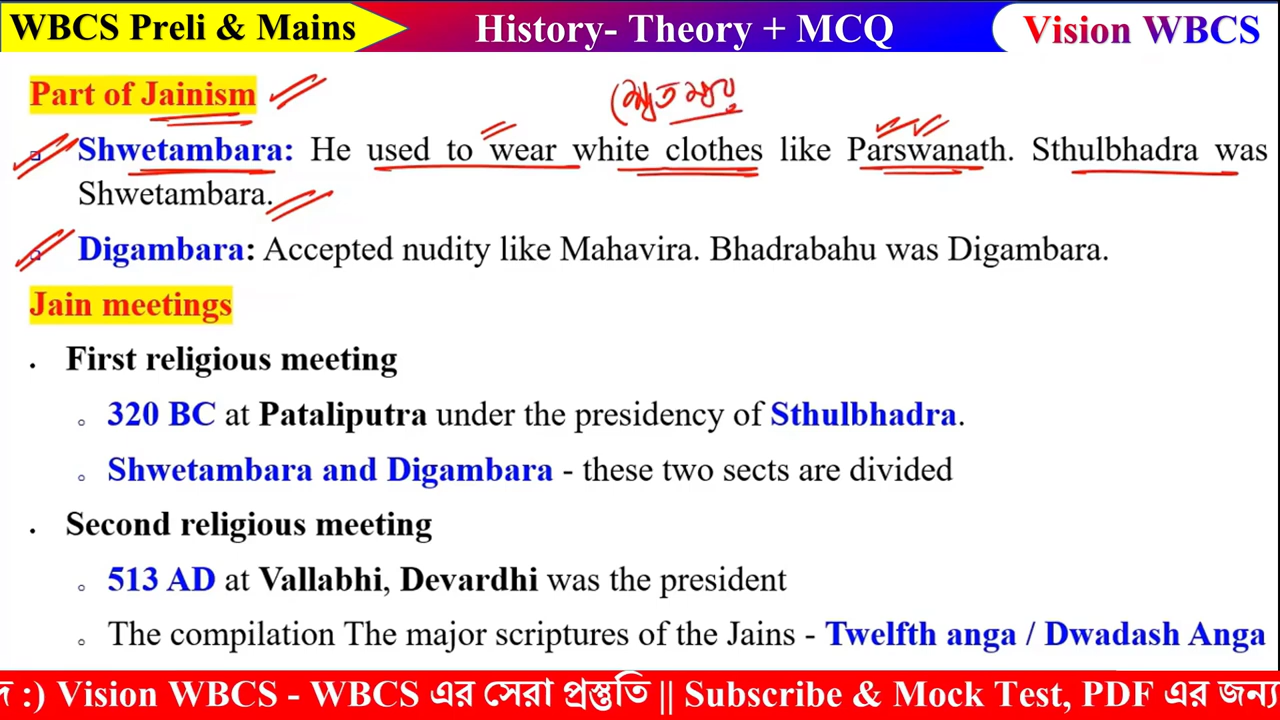 WBCS Preli & Mains
History- Theory + MCQ
Vision WBCS
Part of Jainism
Shwetambara: He used to wear white clothes like Parswanath. Sthulbhadra was
Shwetambara.
Digambara: Accepted nudity like Mahavira. Bhadrabahu was Digambara.
Jain meetings
• First religious meeting
o 320 BC at Pataliputra under the presidency of Sthulbhadra.
o Shwetambara and Digambara - these two sects are divided
• Second religious meeting
o 513 AD at Vallabhi, Devardhi was the president
o The compilation The major scriptures of the Jains - Twelfth anga / Dwadash Anga
:) Vision WBCS - WBCS এর সেরা প্রস্তুতি || Subscribe & Mock Test, PDF এর জন্য